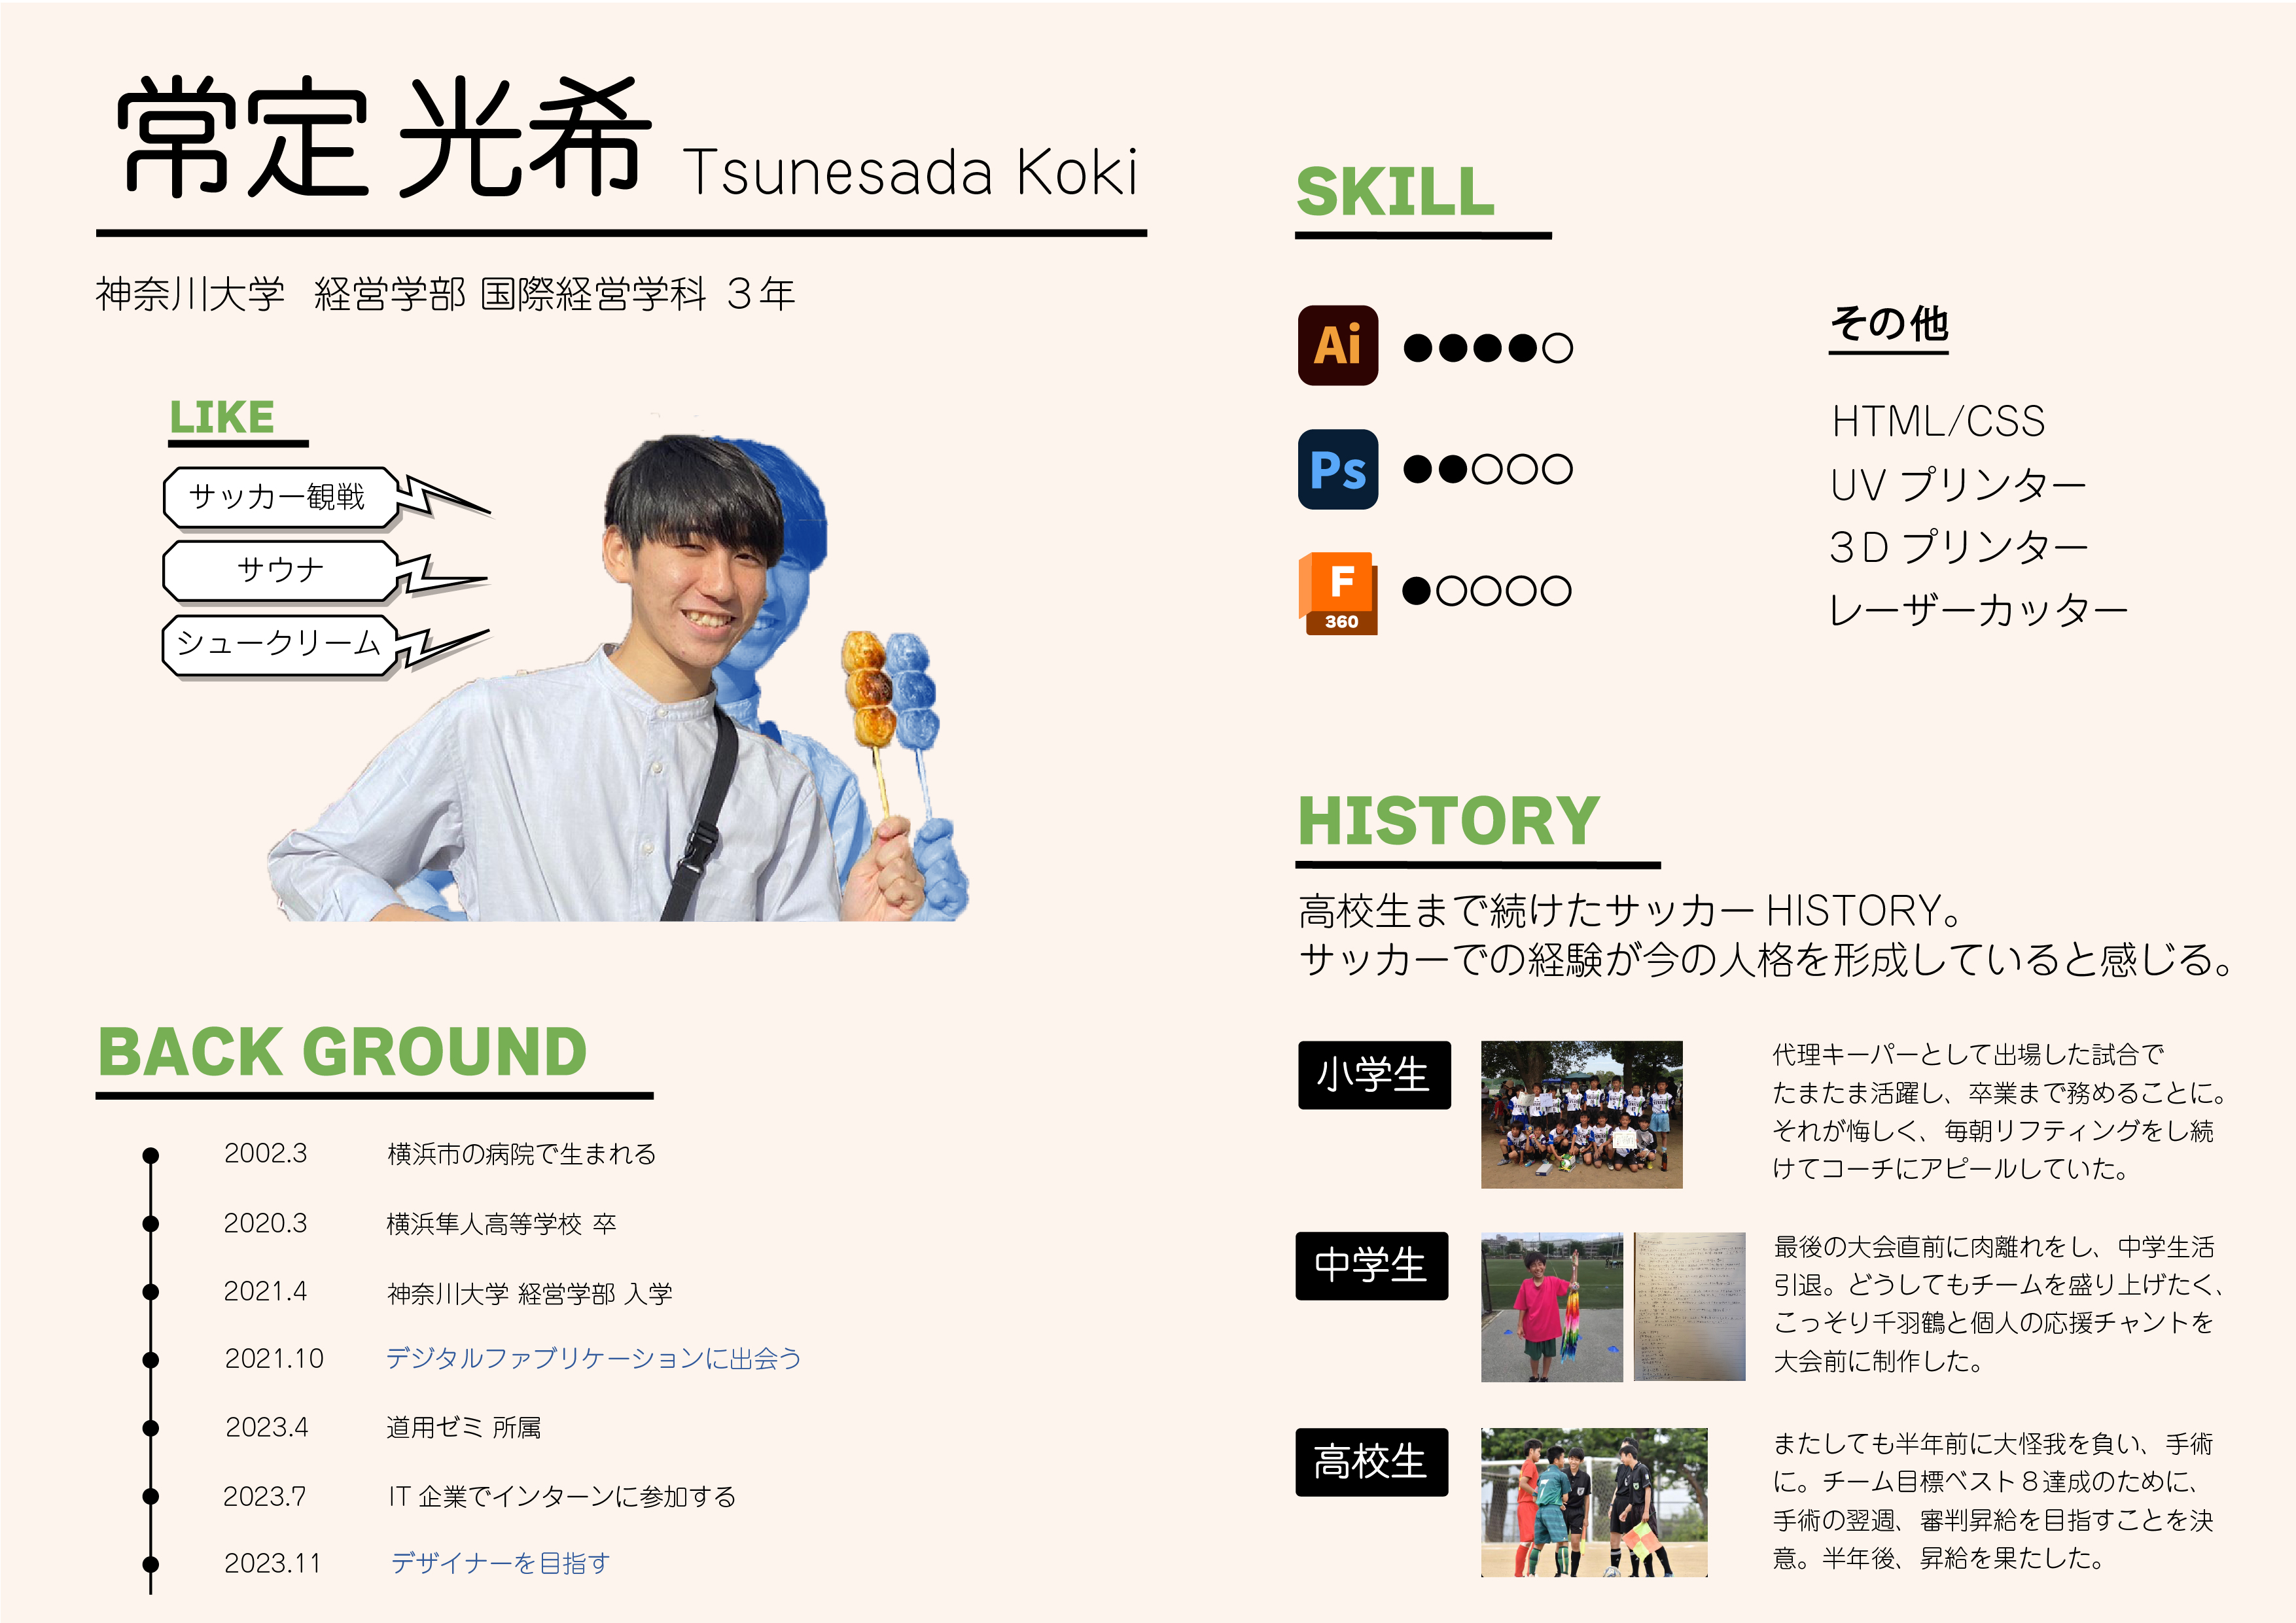 常定 光希 Tsunesada Koki
神奈川大学 経営学部 国際経営学科 3年
LIKE
サッカー観戦
サウナ
シュークリーム
BACK GROUND
2002.3 横浜市の病院で生まれる
2020.3 横浜隼人高等学校 卒
2021.4 神奈川大学 経営学部 入学
2021.10 デジタルファブリケーションに出会う
2023.4 道用ゼミ 所属
2023.7 IT 企業でインターンに参加する
2023.11 デザイナーを目指す
SKILL
Ai ●●●●○
Ps ●●○○○
F 360 ●○○○○
その他
HTML/CSS
UV プリンター
3D プリンター
レーザーカッター
HISTORY
高校生まで続けたサッカー HISTORY。
サッカーでの経験が今の人格を形成していると感じる。
小学生
代理キーパーとして出場した試合で
たまたま活躍し、卒業まで務めることに。
それが悔しく、毎朝リフティングをし続
けてコーチにアピールしていた。
中学生
最後の大会直前に肉離れをし、中学生活
引退。どうしてもチームを盛り上げたく、
こっそり千羽鶴と個人の応援チャントを
大会前に制作した。
高校生
またしても半年前に大怪我を負い、手術
に。チーム目標ベスト8達成のために、
手術の翌週、審判昇給を目指すことを決
意。半年後、昇給を果たした。